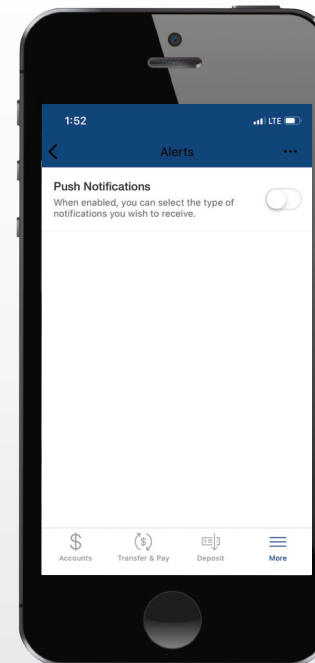 1:52
LTE
Alerts
Push Notifications
When enabled, you can select the type of
notifications you wish to receive.
$
Accounts
$
Transfer & Pay
Deposit
More